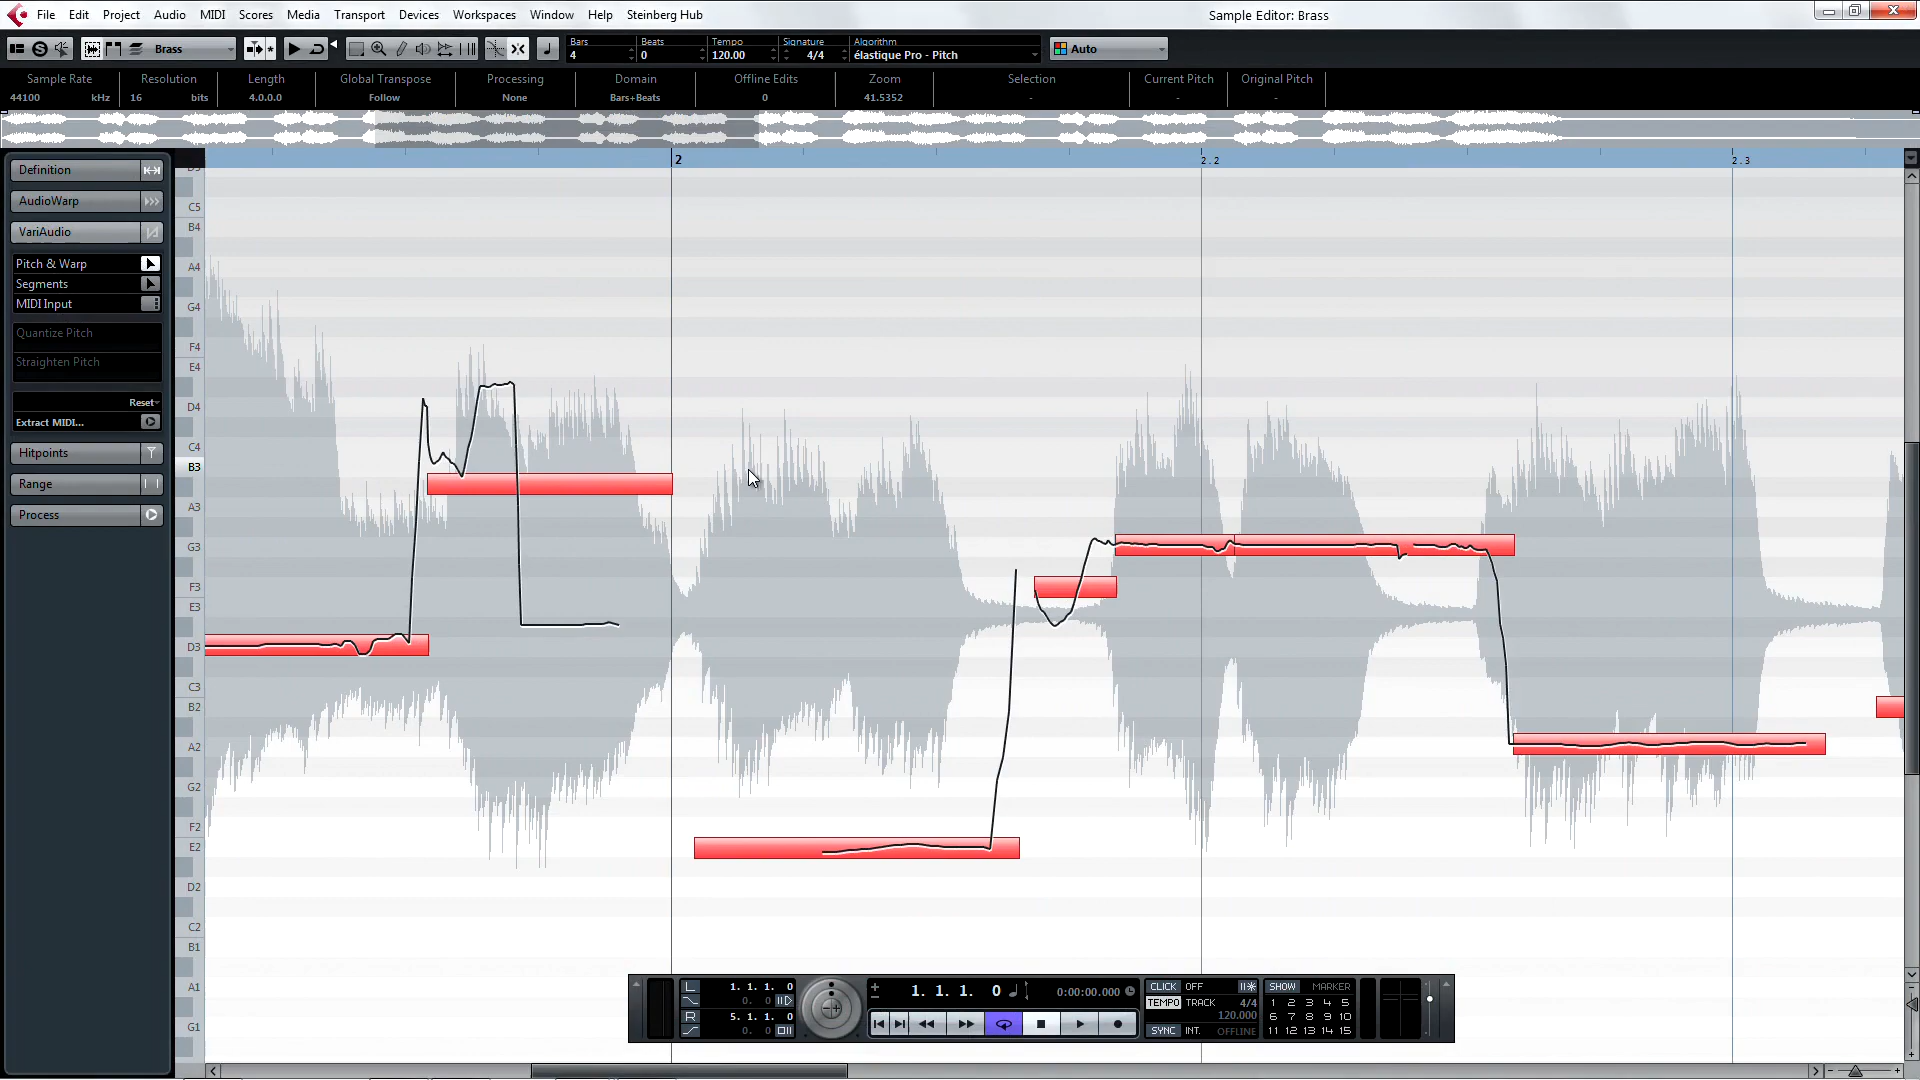 File Edit Project Audio MIDI Scores Media Transport Devices Workspaces Window Help Steinberg Hub
Sample Editor: Brass
Brass
Bars Beats Tempo Signature Algorithm
4 0 120.00 4/4 élastique Pro - Pitch
Auto
Sample Rate Resolution Length Global Transpose Processing Domain Offline Edits Zoom Selection Current Pitch Original Pitch
44100 kHz 16 bits 4.0.0.0 Follow None Bars+Beats 0 41.5352 - - -
2 2.2 2.3
Definition
AudioWarp
VariAudio
Pitch & Warp
Segments
MIDI Input
Quantize Pitch
Straighten Pitch
Reset
Extract MIDI...
Hitpoints
Range
Process
C5
B4
A4
G4
F4
E4
D4
C4
B3
A3
G3
F3
E3
D3
C3
B2
A2
G2
F2
E2
D2
C2
B1
A1
G1
L 1. 1. 1. 0
0. 0
R 5. 1. 1. 0
0. 0
1. 1. 1. 0
0:00:00.000
CLICK OFF
TEMPO TRACK 4/4
120.000
SYNC INT. OFFLINE
SHOW MARKER
1 2 3 4 5
6 7 8 9 10
11 12 13 14 15